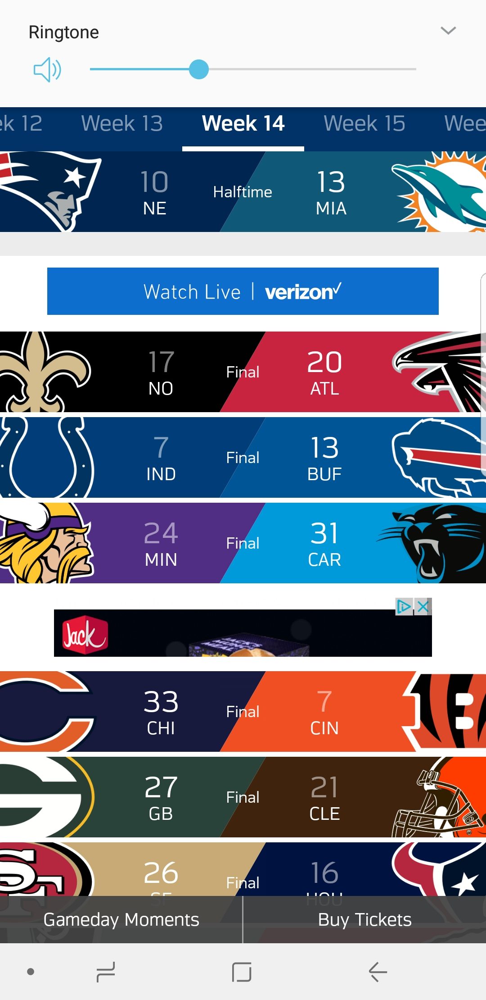 Ringtone
ek 12 Week 13 Week 14 Week 15 Wee
10 Halftime 13
NE MIA
Watch Live | verizon✓
17 Final 20
NO ATL
7 Final 13
IND BUF
24 Final 31
MIN CAR
Jack
JACK'S
MUNCHIE
33 Final 7
CHI CIN
27 Final 21
GB CLE
26 Final 16
SF HOU
Gameday Moments Buy Tickets